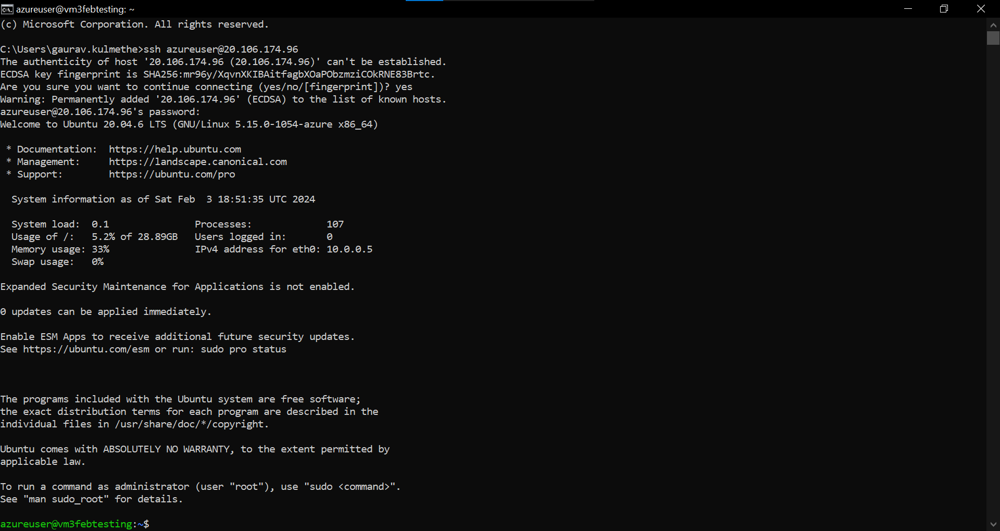 azureuser@vm3febtesting: ~
(c) Microsoft Corporation. All rights reserved.
C:\Users\gaurav.kulmethe>ssh azureuser@20.106.174.96
The authenticity of host '20.106.174.96 (20.106.174.96)' can't be established.
ECDSA key fingerprint is SHA256:mr96y/XqvnXKIBAitfagbXOaPObzmziCOkRNE83Brtc.
Are you sure you want to continue connecting (yes/no/[fingerprint])? yes
Warning: Permanently added '20.106.174.96' (ECDSA) to the list of known hosts.
azureuser@20.106.174.96's password:
Welcome to Ubuntu 20.04.6 LTS (GNU/Linux 5.15.0-1054-azure x86_64)
* Documentation:  https://help.ubuntu.com
* Management:     https://landscape.canonical.com
* Support:        https://ubuntu.com/pro
System information as of Sat Feb  3 18:51:35 UTC 2024
System load:  0.1               Processes:             107
Usage of /:   5.2% of 28.89GB   Users logged in:       0
Memory usage: 33%               IPv4 address for eth0: 10.0.0.5
Swap usage:   0%
Expanded Security Maintenance for Applications is not enabled.
0 updates can be applied immediately.
Enable ESM Apps to receive additional future security updates.
See https://ubuntu.com/esm or run: sudo pro status
The programs included with the Ubuntu system are free software;
the exact distribution terms for each program are described in the
individual files in /usr/share/doc/*/copyright.
Ubuntu comes with ABSOLUTELY NO WARRANTY, to the extent permitted by
applicable law.
To run a command as administrator (user "root"), use "sudo <command>".
See "man sudo_root" for details.
azureuser@vm3febtesting:~$